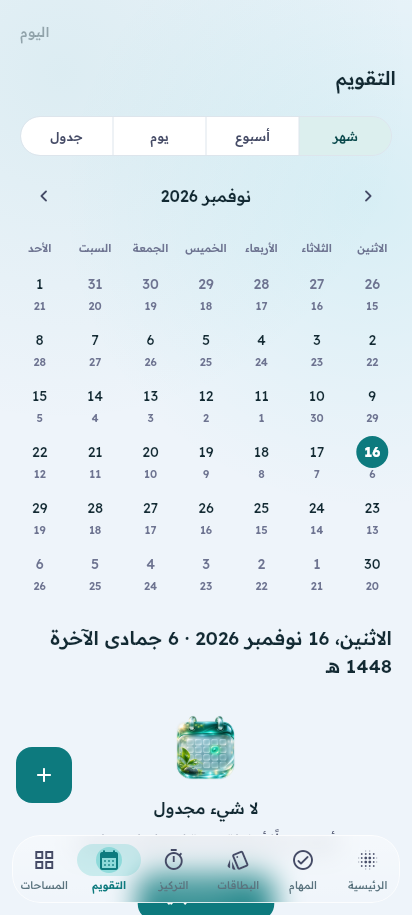 اليوم
التقويم
شهر أسبوع يوم جدول
نوفمبر 2026
الاثنين الثلاثاء الأربعاء الخميس الجمعة السبت الأحد
26 27 28 29 30 31 1
15 16 17 18 19 20 21
2 3 4 5 6 7 8
22 23 24 25 26 27 28
9 10 11 12 13 14 15
29 30 1 2 3 4 5
16 17 18 19 20 21 22
6 7 8 9 10 11 12
23 24 25 26 27 28 29
13 14 15 16 17 18 19
30 1 2 3 4 5 6
20 21 22 23 24 25 26
الاثنين، 16 نوفمبر 2026 · 6 جمادى الآخرة
1448 هـ
لا شيء مجدول
الرئيسية المهام البطاقات التركيز التقويم المساحات